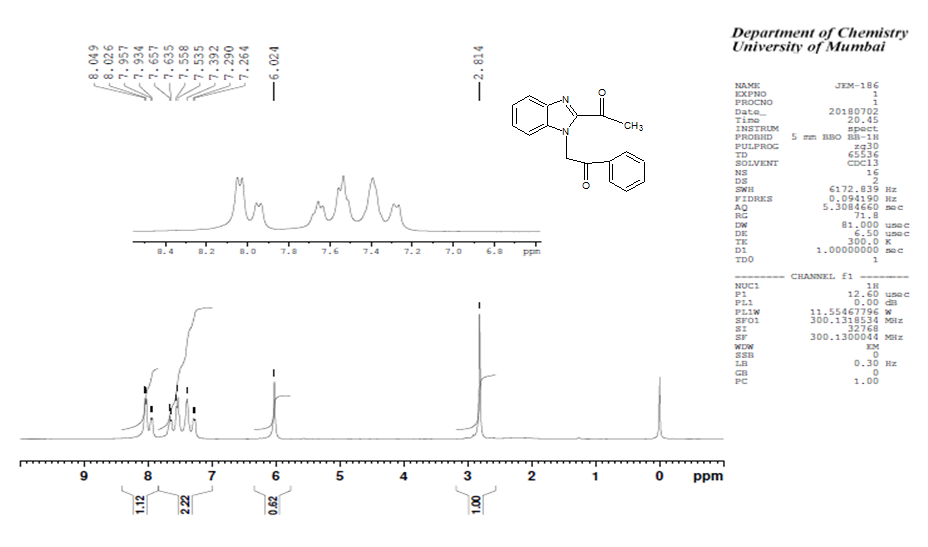 Department of Chemistry
University of Mumbai
8.049
8.026
7.957
7.934
7.657
7.635
7.558
7.535
7.392
7.290
7.264
6.024
2.814
N
N
O
CH3
O
8.4 8.2 8.0 7.8 7.6 7.4 7.2 7.0 6.8 ppm
NAME JEM-186
EXPNO 1
PROCNO 1
Date_ 20180702
Time 20.45
INSTRUM spect
PROBHD 5 mm BBO BB-1H
PULPROG zg30
TD 65536
SOLVENT CDCl3
NS 16
DS 2
SWH 6172.839 Hz
FIDRES 0.094190 Hz
AQ 5.3084660 sec
RG 71.8
DW 81.000 usec
DE 6.50 usec
TE 300.0 K
D1 1.00000000 sec
TD0 1
======== CHANNEL f1 ========
NUC1 1H
P1 12.60 usec
PL1 0.00 dB
PL1W 11.55467796 W
SFO1 300.1318534 MHz
SI 32768
SF 300.1300044 MHz
WDW EM
SSB 0
LB 0.30 Hz
GB 0
PC 1.00
9 8 7 6 5 4 3 2 1 0 ppm
1.12
2.22
0.62
1.00